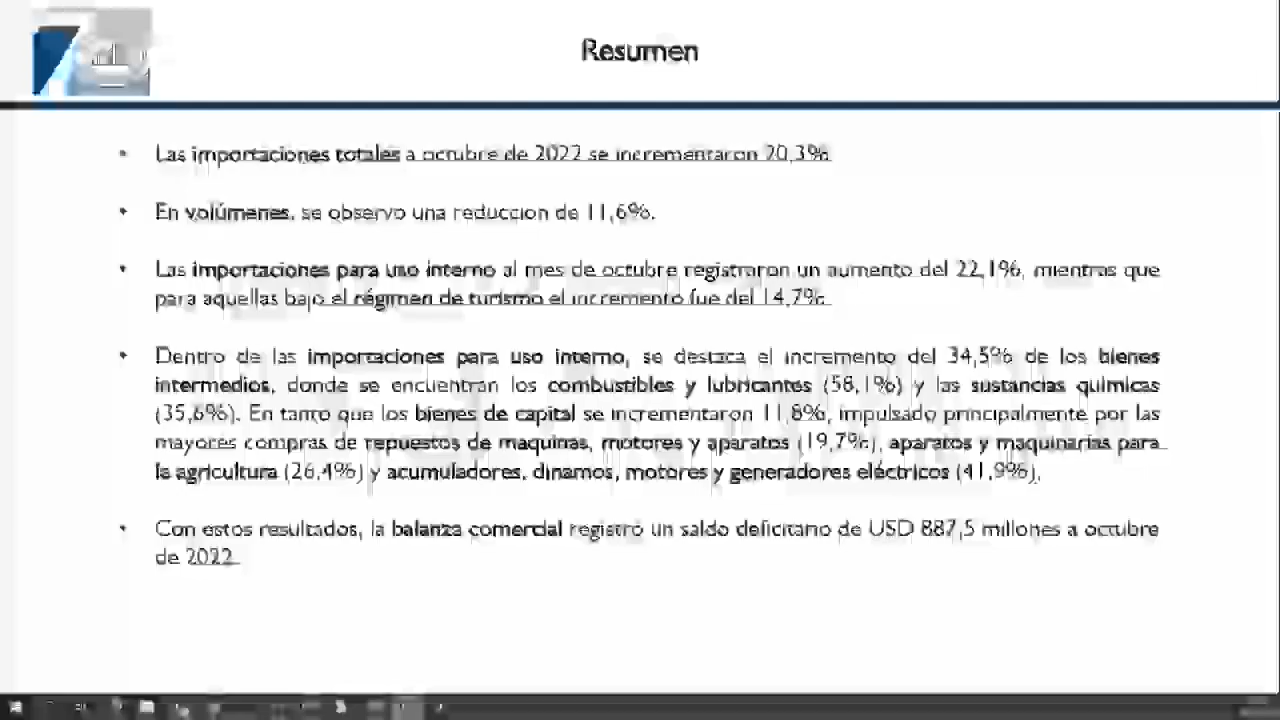 Resumen
• Las importaciones totales a octubre de 2022 se incrementaron 20,3%.
• En volúmenes, se observó una reducción de 11,6%.
• Las importaciones para uso interno al mes de octubre registraron un aumento del 22,1%, mientras que
para aquellas bajo el régimen de turismo el incremento fue del 14,7%.
• Dentro de las importaciones para uso interno, se destaca el incremento del 34,5% de los bienes
intermedios, donde se encuentran los combustibles y lubricantes (58,1%) y las sustancias químicas
(35,6%). En tanto que los bienes de capital se incrementaron 11,8%, impulsado principalmente por las
mayores compras de repuestos de maquinas, motores y aparatos (19,7%), aparatos y maquinarias para
la agricultura (26,4%) y acumuladores, dinamos, motores y generadores eléctricos (41,9%).
• Con estos resultados, la balanza comercial registró un saldo deficitario de USD 887,5 millones a octubre
de 2022.